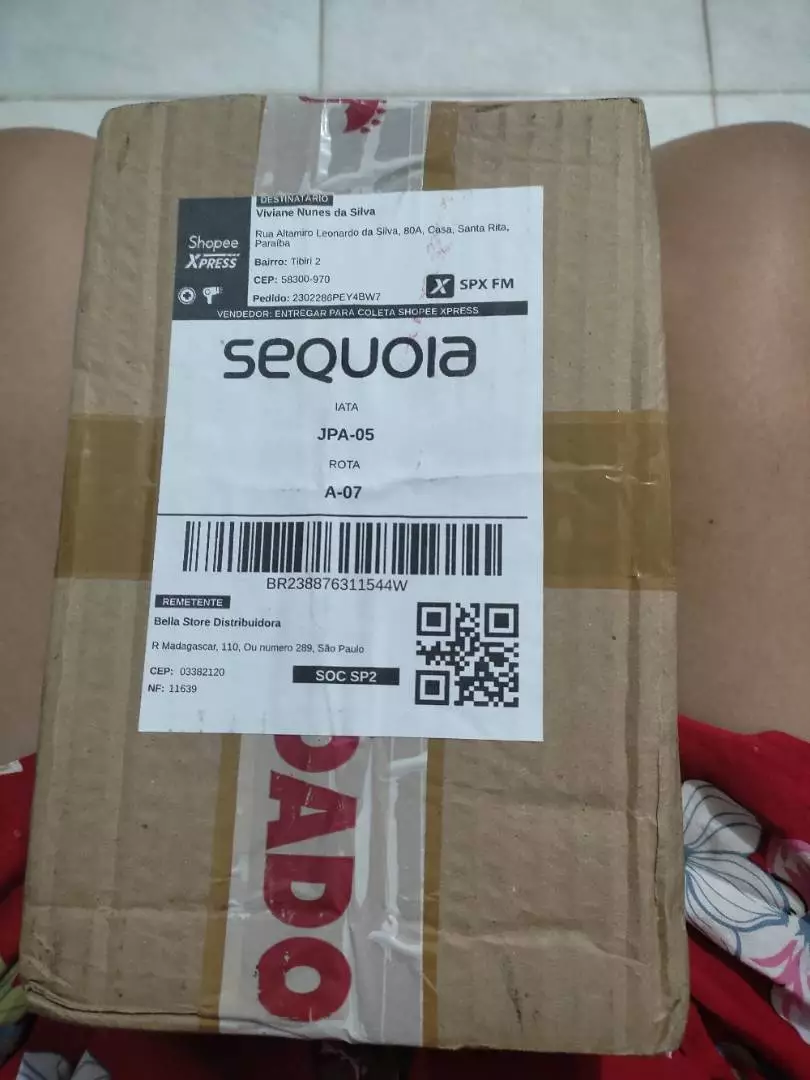 DESTINATÁRIO
Viviane Nunes da Silva
Rua Altamiro Leonardo da Silva, 80A, Casa, Santa Rita,
Paraíba
Bairro: Tibiri 2
CEP: 58300-970
Pedido: 2302286PEY4BW7
Shopee
XPRESS
X SPX FM
VENDEDOR: ENTREGAR PARA COLETA SHOPEE XPRESS
SEQUOIA
IATA
JPA-05
ROTA
A-07
BR238876311544W
REMETENTE
Bella Store Distribuidora
R Madagascar, 110, Ou numero 289, São Paulo
CEP: 03382120
NF: 11639
SOC SP2
DADO